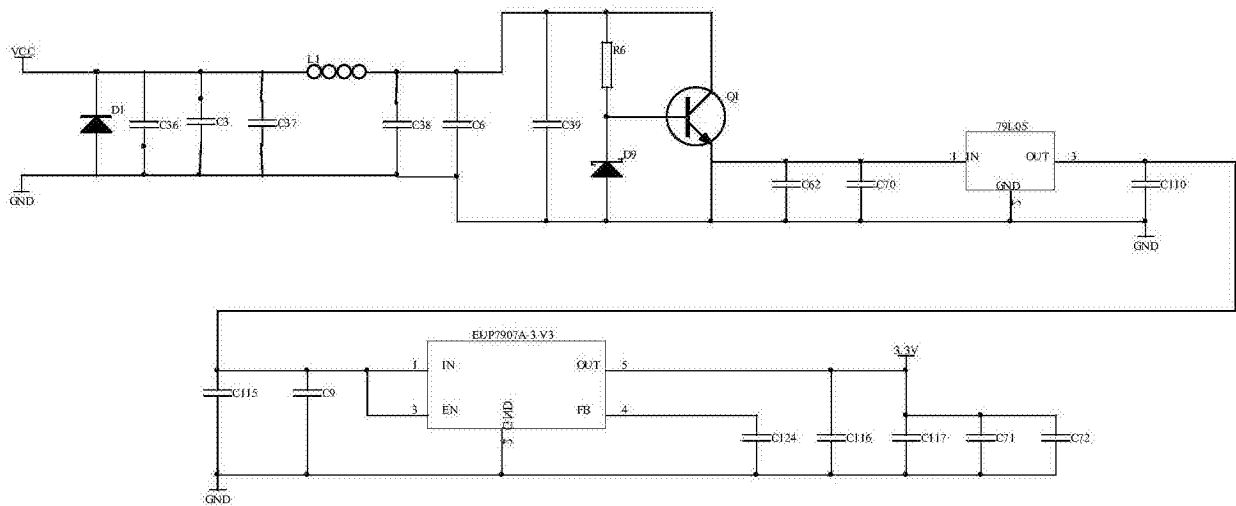 VCC
L1
R6
Q1
D1
C36
C3
C37
C38
C6
C39
D9
79L05
1
IN
OUT
3
GND
C62
C70
C110
GND
GND
EUP7907A-3.V3
3.3V
1
IN
OUT
5
C115
C9
3
EN
GND
FB
4
C124
C116
C117
C71
C72
GND